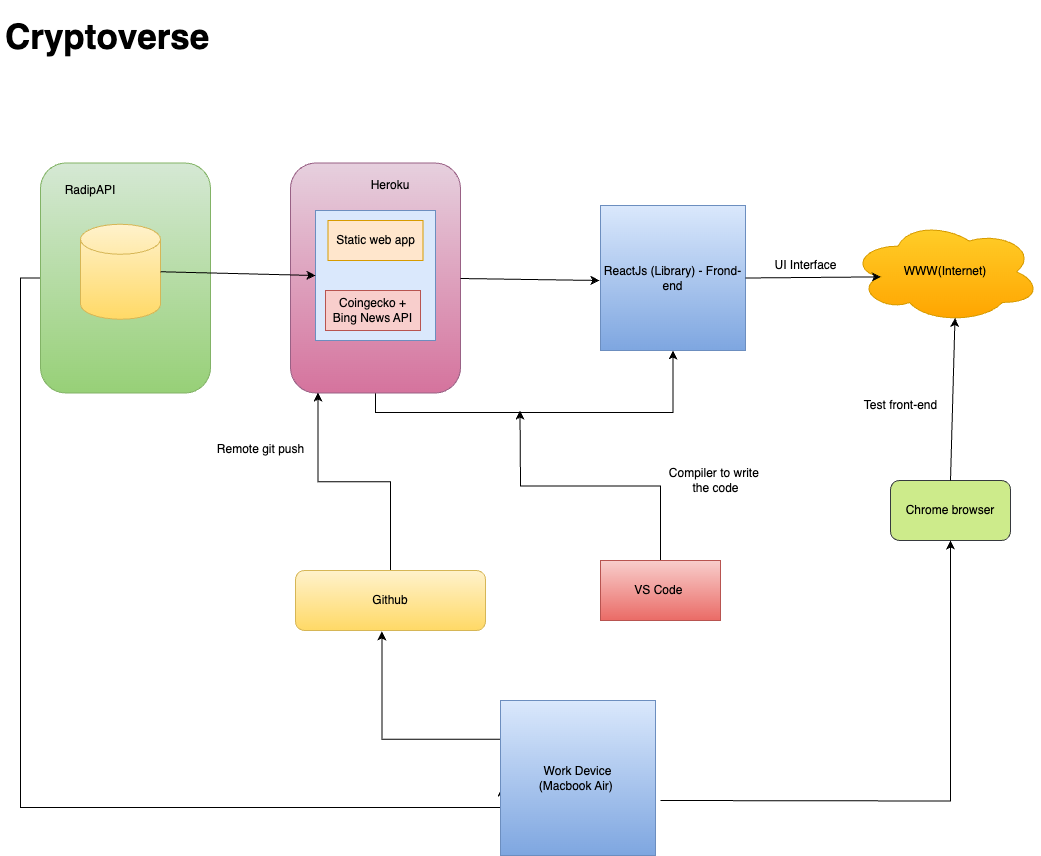 Cryptoverse
RadipAPI
Heroku
Static web app
Coingecko +
Bing News API
ReactJs (Library) - Frond-
end
UI Interface
WWW(Internet)
Test front-end
Remote git push
Compiler to write
the code
Chrome browser
Github
VS Code
Work Device
(Macbook Air)